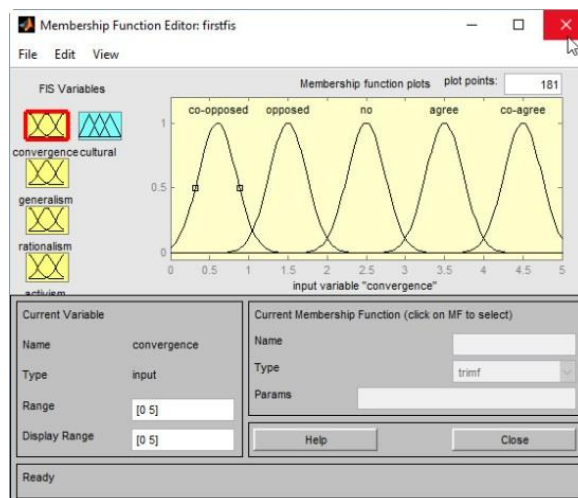 Membership Function Editor: firstfis
File Edit View
FIS Variables
Membership function plots plot points: 181
convergence cultural
generalism
rationalism
activism
co-opposed opposed no agree co-agree
1
0.5
0
0 0.5 1 1.5 2 2.5 3 3.5 4 4.5 5
input variable "convergence"
Current Variable
Name convergence
Type input
Range [0 5]
Display Range [0 5]
Current Membership Function (click on MF to select)
Name
Type trimf
Params
Help Close
Ready